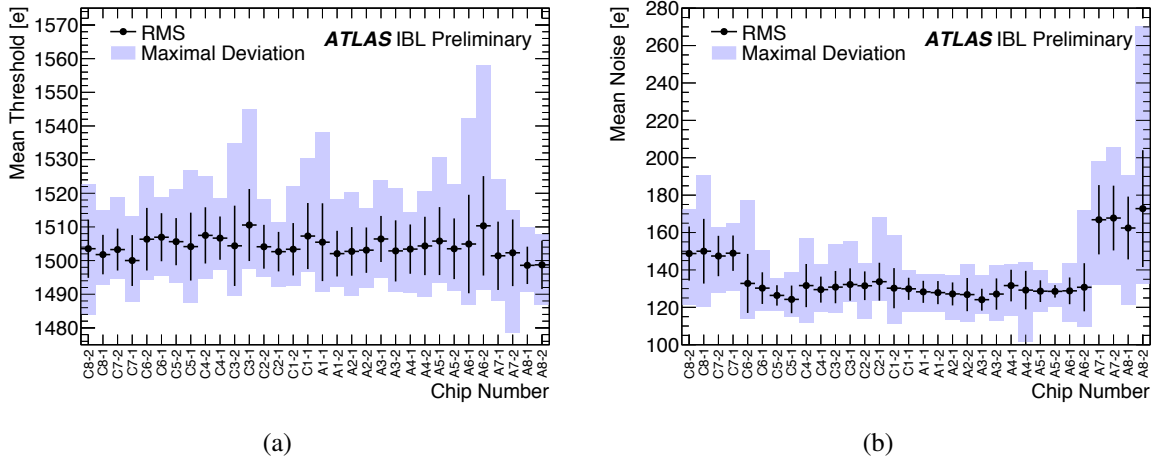 Mean Threshold [e]
1570
1560
1550
1540
1530
1520
1510
1500
1490
1480
RMS
Maximal Deviation
ATLAS IBL Preliminary
C8-2 C8-1 C7-2 C7-1 C6-2 C6-1 C5-2 C5-1 C4-2 C4-1 C3-2 C3-1 C2-2 C2-1 C1-2 C1-1 A1-1 A1-2 A2-1 A2-2 A3-1 A3-2 A4-1 A4-2 A5-1 A5-2 A6-1 A6-2 A7-1 A7-2 A8-1 A8-2
Chip Number
(a)
Mean Noise [e]
280
260
240
220
200
180
160
140
120
100
RMS
Maximal Deviation
ATLAS IBL Preliminary
C8-2 C8-1 C7-2 C7-1 C6-2 C6-1 C5-2 C5-1 C4-2 C4-1 C3-2 C3-1 C2-2 C2-1 C1-2 C1-1 A1-1 A1-2 A2-1 A2-2 A3-1 A3-2 A4-1 A4-2 A5-1 A5-2 A6-1 A6-2 A7-1 A7-2 A8-1 A8-2
Chip Number
(b)